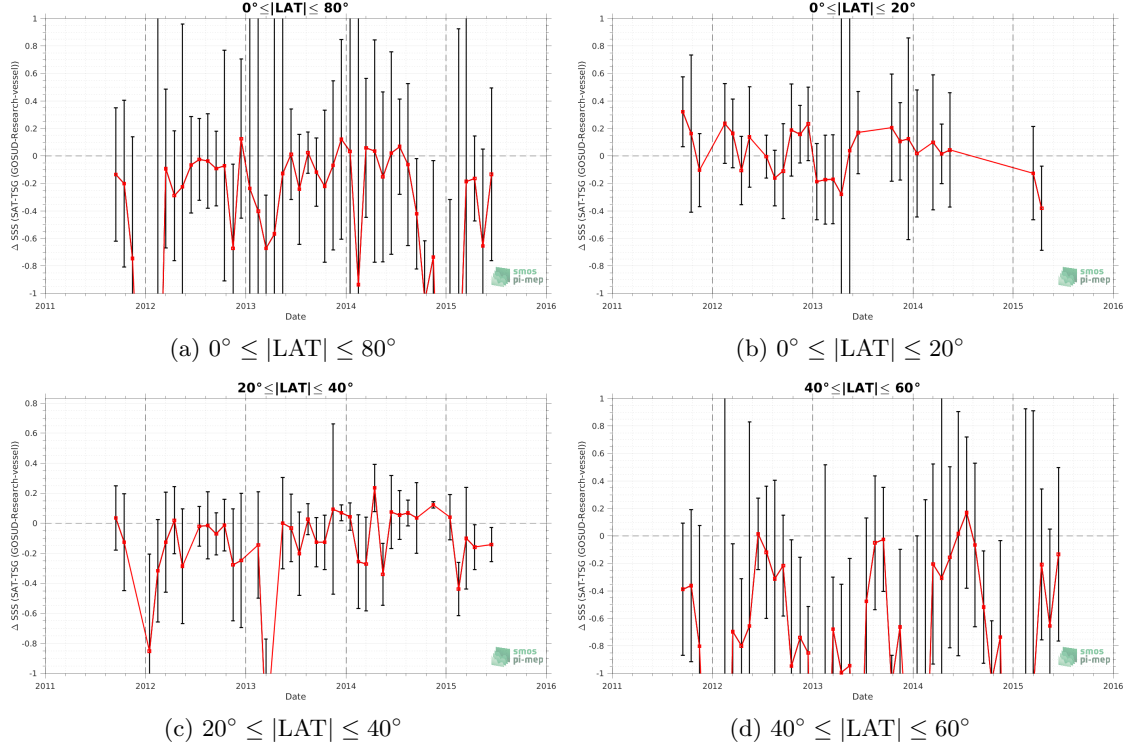 0°≤|LAT|≤ 80°
Δ SSS (SAT-TSG (GOSUD-Research-vessel))
1
0.8
0.6
0.4
0.2
0
-0.2
-0.4
-0.6
-0.8
-1
2011 2012 2013 2014 2015 2016
Date
smos
pi-mep
(a) 0° ≤ |LAT| ≤ 80°
0°≤|LAT|≤ 20°
Δ SSS (SAT-TSG (GOSUD-Research-vessel))
1
0.8
0.6
0.4
0.2
0
-0.2
-0.4
-0.6
-0.8
-1
2011 2012 2013 2014 2015 2016
Date
smos
pi-mep
(b) 0° ≤ |LAT| ≤ 20°
20°≤|LAT|≤ 40°
Δ SSS (SAT-TSG (GOSUD-Research-vessel))
0.8
0.6
0.4
0.2
0
-0.2
-0.4
-0.6
-0.8
-1
2011 2012 2013 2014 2015 2016
Date
smos
pi-mep
(c) 20° ≤ |LAT| ≤ 40°
40°≤|LAT|≤ 60°
Δ SSS (SAT-TSG (GOSUD-Research-vessel))
1
0.8
0.6
0.4
0.2
0
-0.2
-0.4
-0.6
-0.8
-1
2011 2012 2013 2014 2015 2016
Date
smos
pi-mep
(d) 40° ≤ |LAT| ≤ 60°